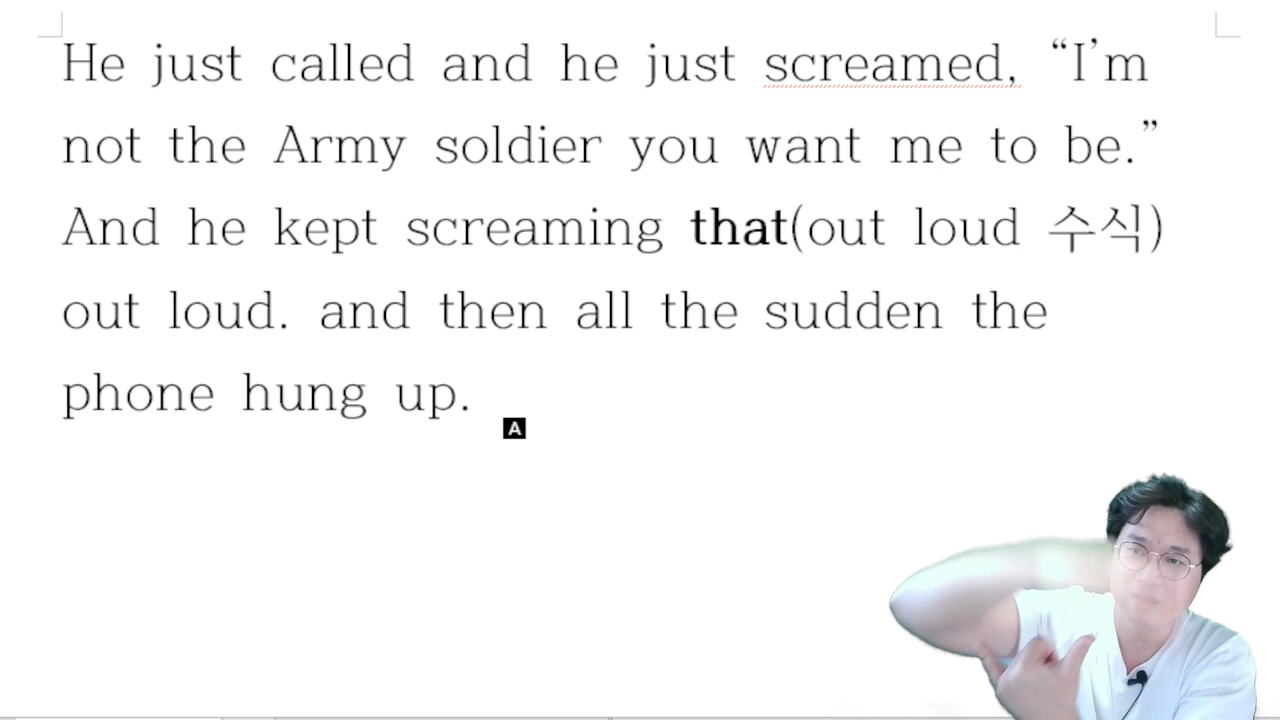 He just called and he just screamed, “I’m
not the Army soldier you want me to be.”
And he kept screaming that(out loud 수식)
out loud. and then all the sudden the
phone hung up.
A